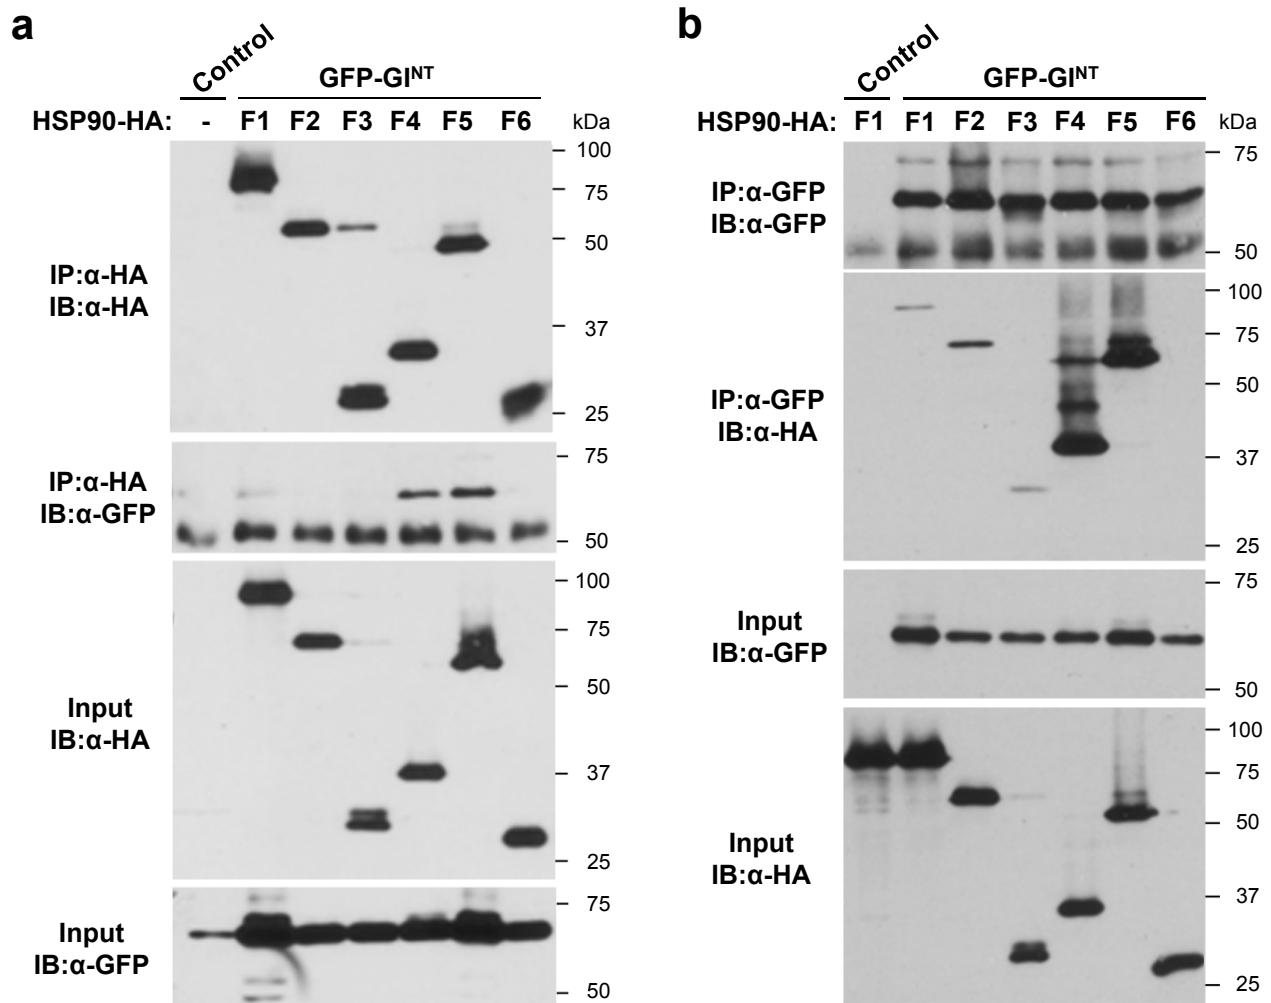 a
Control
GFP-GI^NT
HSP90-HA: - F1 F2 F3 F4 F5 F6 kDa
100
75
50
37
25
IP:α-HA
IB:α-HA
75
50
IP:α-HA
IB:α-GFP
100
75
50
37
25
Input
IB:α-HA
75
50
Input
IB:α-GFP
b
Control
GFP-GI^NT
HSP90-HA: F1 F1 F2 F3 F4 F5 F6 kDa
75
50
IP:α-GFP
IB:α-GFP
100
75
50
37
25
IP:α-GFP
IB:α-HA
75
50
Input
IB:α-GFP
100
75
50
37
25
Input
IB:α-HA